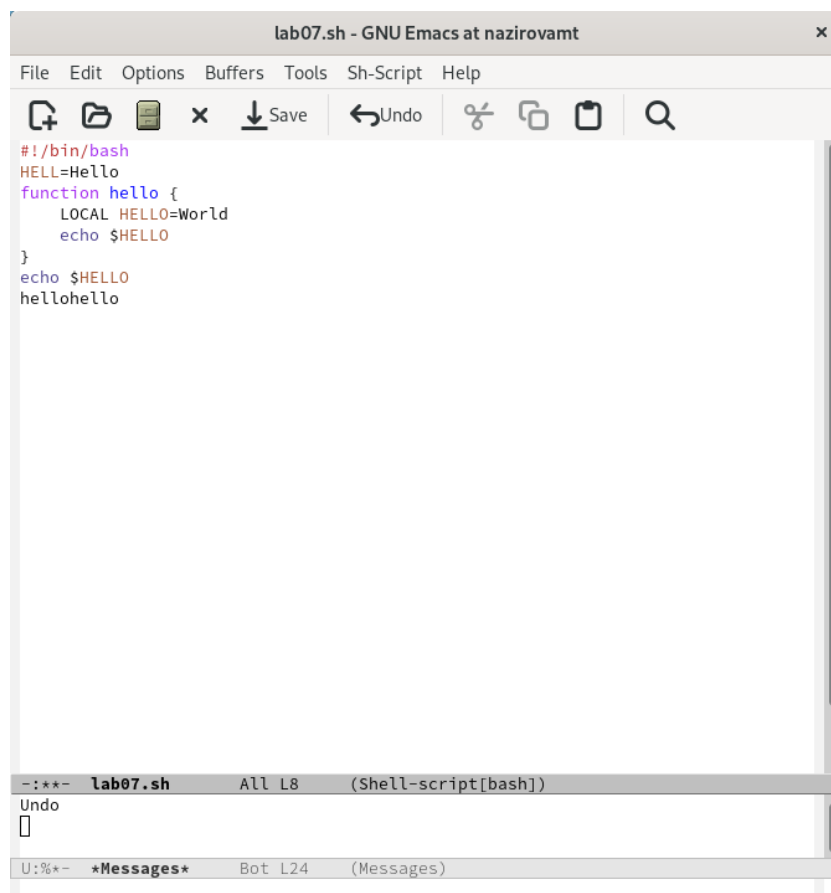 lab07.sh - GNU Emacs at nazirovamt
File Edit Options Buffers Tools Sh-Script Help
Save Undo
#!/bin/bash
HELL=Hello
function hello {
    LOCAL HELLO=World
    echo $HELLO
}
echo $HELLO
hellohello
-:**- lab07.sh All L8 (Shell-script[bash])
Undo
U:%*- *Messages* Bot L24 (Messages)